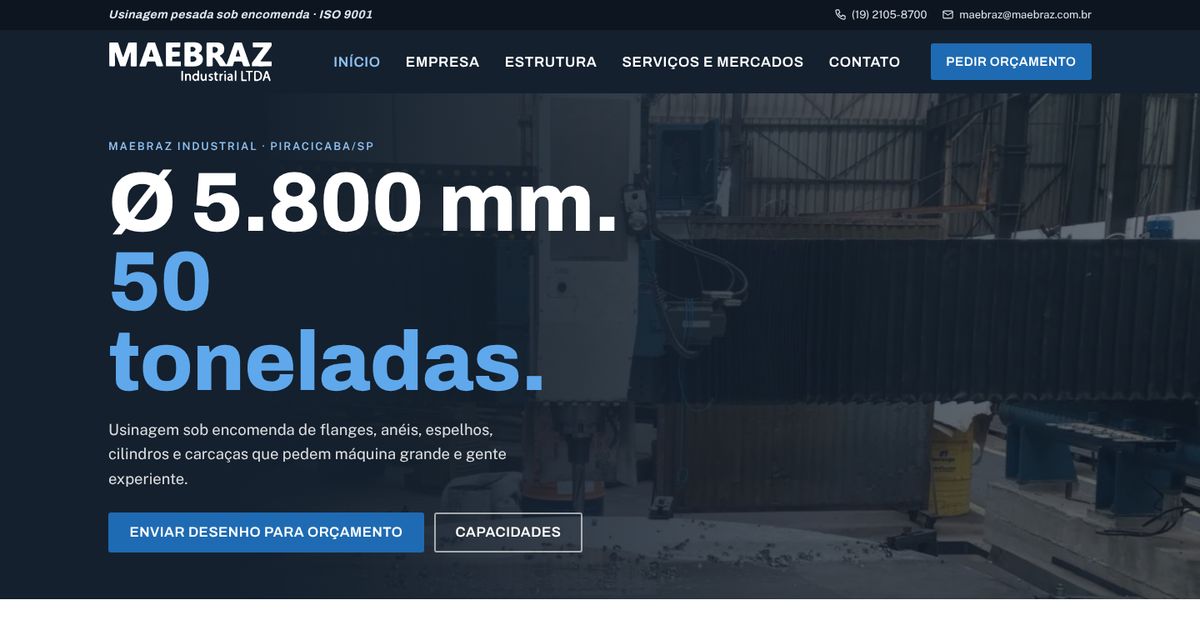 Usinagem pesada sob encomenda · ISO 9001
(19) 2105-8700
maebraz@maebraz.com.br
MAEBRAZ
Industrial LTDA
INÍCIO
EMPRESA
ESTRUTURA
SERVIÇOS E MERCADOS
CONTATO
PEDIR ORÇAMENTO
MAEBRAZ INDUSTRIAL · PIRACICABA/SP
Ø 5.800 mm.
50
toneladas.
Usinagem sob encomenda de flanges, anéis, espelhos,
cilindros e carcaças que pedem máquina grande e gente
experiente.
ENVIAR DESENHO PARA ORÇAMENTO
CAPACIDADES